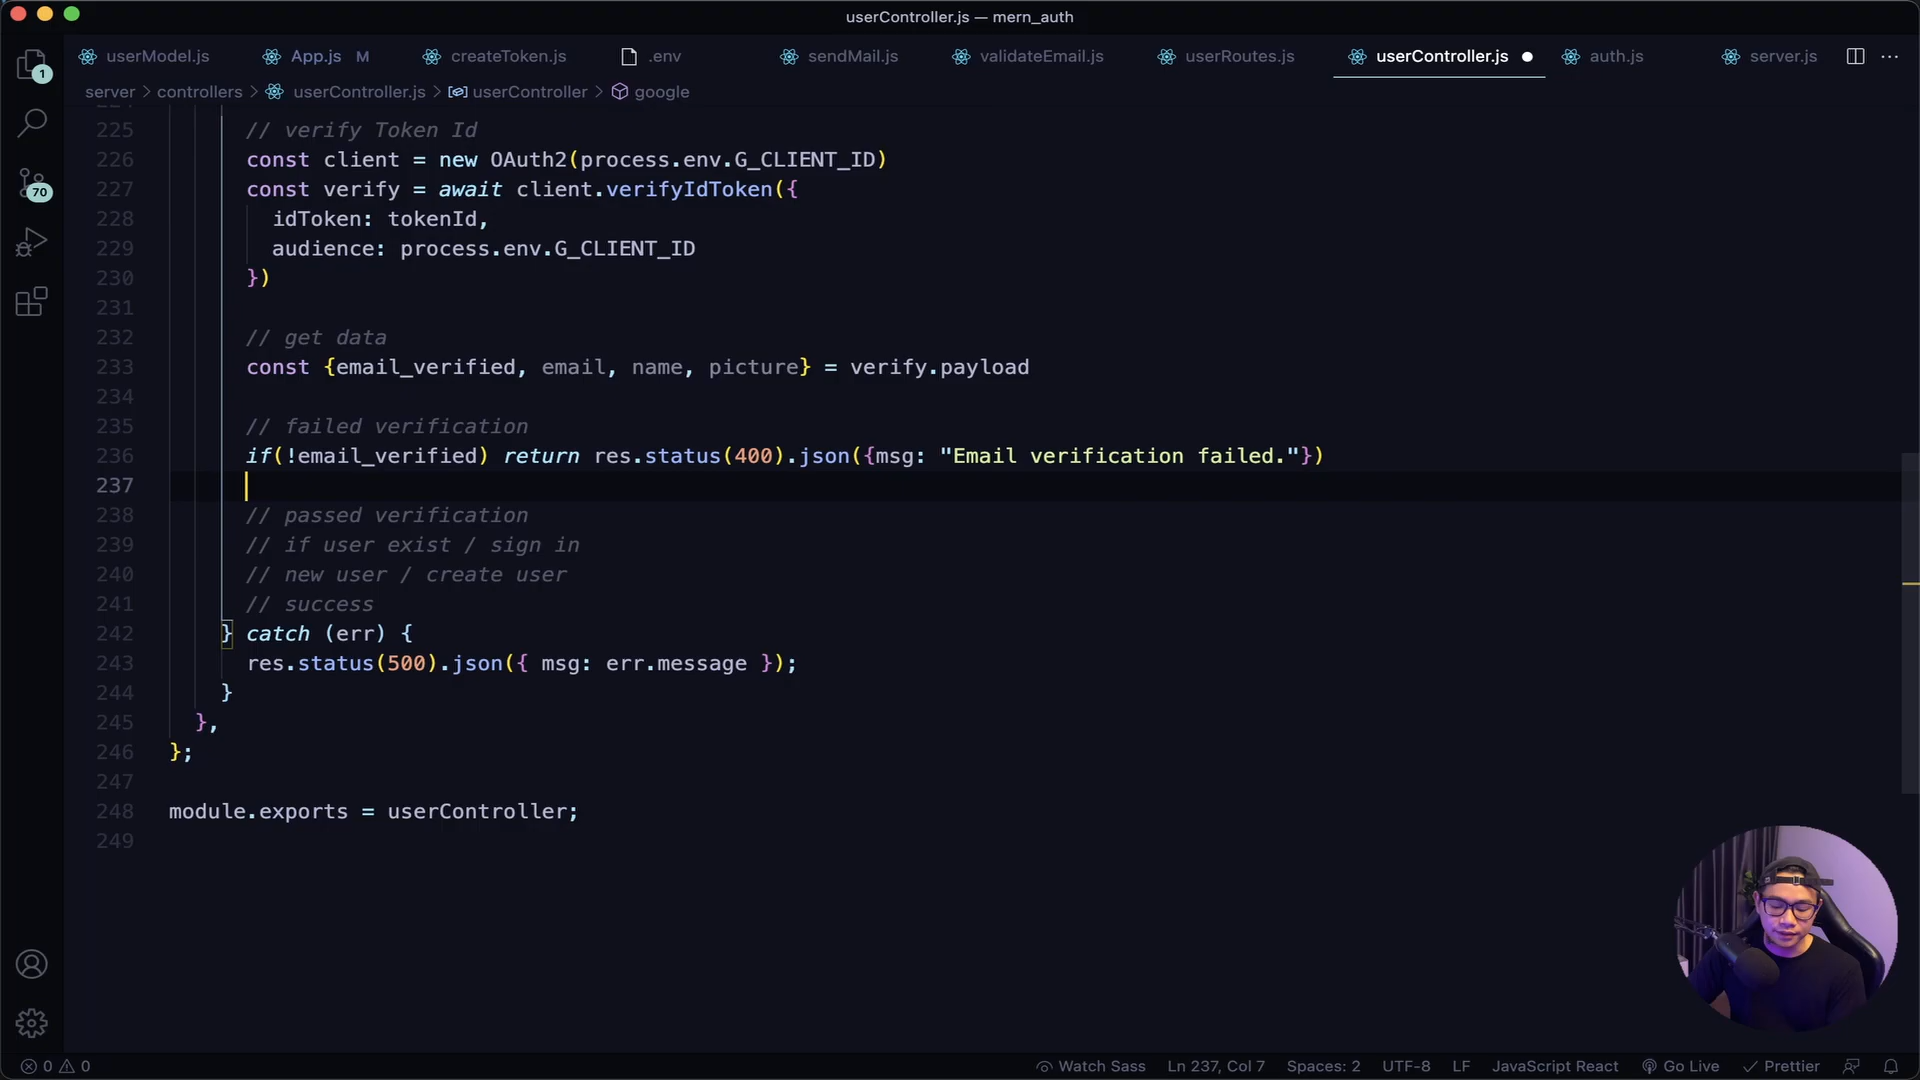 userController.js — mern_auth
userModel.js App.js M createToken.js .env sendMail.js validateEmail.js userRoutes.js userController.js auth.js server.js
server > controllers > userController.js > userController > google
225 // verify Token Id
226 const client = new OAuth2(process.env.G_CLIENT_ID)
227 const verify = await client.verifyIdToken({
228 idToken: tokenId,
229 audience: process.env.G_CLIENT_ID
230 })
231
232 // get data
233 const {email_verified, email, name, picture} = verify.payload
234
235 // failed verification
236 if(!email_verified) return res.status(400).json({msg: "Email verification failed."})
237
238 // passed verification
239 // if user exist / sign in
240 // new user / create user
241 // success
242 } catch (err) {
243 res.status(500).json({ msg: err.message });
244 }
245 },
246 };
247
248 module.exports = userController;
249
1
70
0 0 Watch Sass Ln 237, Col 7 Spaces: 2 UTF-8 LF JavaScript React Go Live Prettier